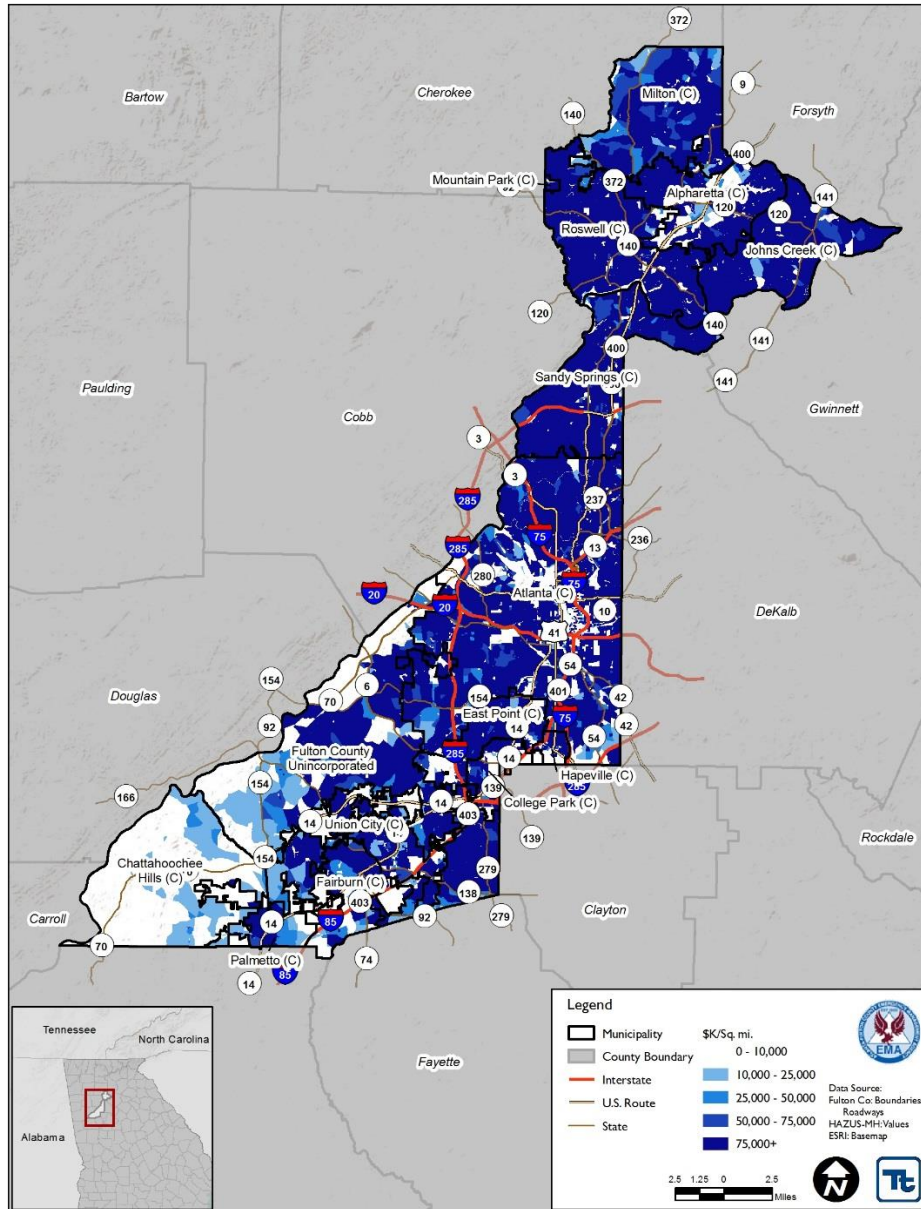 372
Bartow
Cherokee
Milton (C)
9
Forsyth
140
400
Mountain Park (C)
372
Alpharetta (C)
120
120
141
Roswell (C)
140
Johns Creek (C)
120
140
141
400
141
Sandy Springs (C)
Paulding
Cobb
Gwinnett
3
3
285
237
75
236
285
13
280
20
Atlanta (C)
75
20
10
DeKalb
41
54
154
6
Douglas
70
154
401
42
East Point (C)
75
92
14
54
42
Fulton County
Unincorporated
285
14
Hapeville (C)
154
139
285
166
14
College Park (C)
403
14
Union City (C)
139
Rockdale
Chattahoochee
Hills (C)
154
279
Fairburn (C)
138
Carroll
403
92
279
Clayton
14
85
70
74
Palmetto (C)
14
85
Fayette
Tennessee
North Carolina
Alabama
Legend
Municipality
County Boundary
Interstate
U.S. Route
State
$K/Sq. mi.
0 - 10,000
10,000 - 25,000
25,000 - 50,000
50,000 - 75,000
75,000+
EMA
Data Source:
Fulton Co: Boundaries
Roadways
HAZUS-MH: Values
ESRI: Basemap
2.5 1.25 0 2.5
Miles
N
Tt